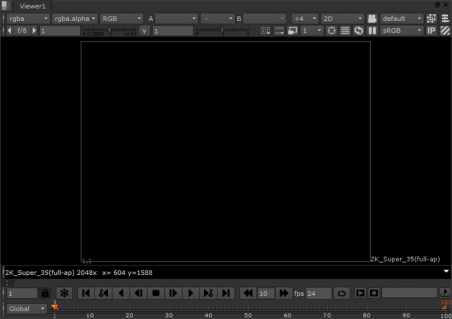 Viewer1
rgba rgba.alpha RGB A - B ÷4 2D default
f/8 1 Y 1 1 sRGB IP
1,1
2K_Super_35(full-ap)
2K_Super_35(full-ap) 2048x x= 604 y=1588
1 10 fps 24
Global 1 10 20 30 40 50 60 70 80 90 100